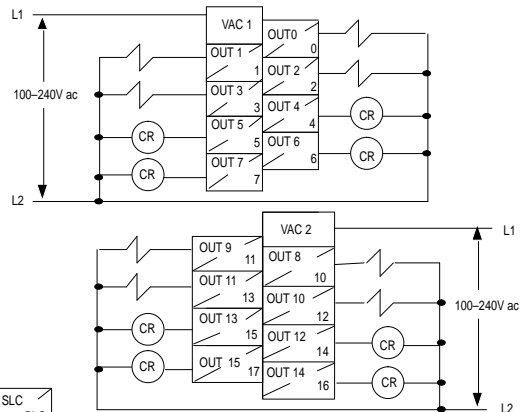 L1
VAC 1
OUT0
0
OUT 1
1
OUT 2
2
OUT 3
3
OUT 4
4
CR
100–240V ac
OUT 5
5
CR
OUT 6
6
CR
OUT 7
7
CR
L2
VAC 2
L1
OUT 9
11
OUT 8
10
OUT 11
13
OUT 10
12
100–240V ac
OUT 13
15
CR
OUT 12
14
CR
OUT 15
17
CR
OUT 14
16
CR
SLC
L2